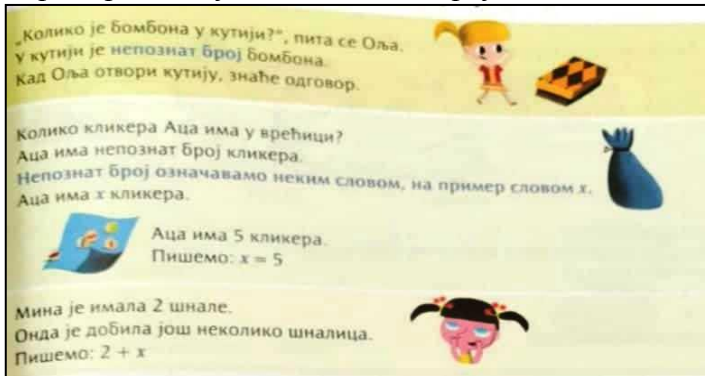 „Колико је бомбона у кутији?“, пита се Оља.
У кутији је непознат број бомбона.
Кад Оља отвори кутију, знаће одговор.
Колико кликера Аца има у врећици?
Аца има непознат број кликера.
Непознат број означавамо неким словом, на пример словом x.
Аца има x кликера.
Аца има 5 кликера.
Пишемо: x = 5
Мина је имала 2 шнале.
Онда је добила још неколико шналица.
Пишемо: 2 + x